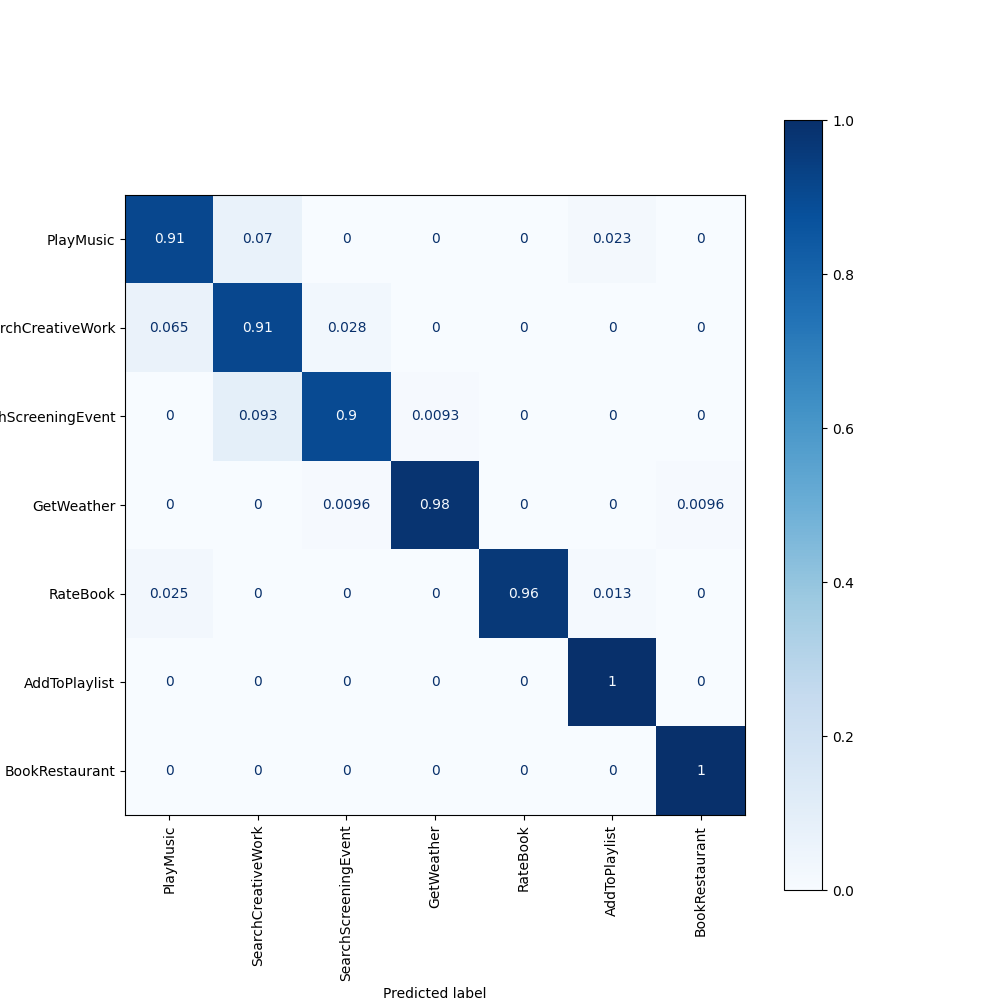 PlayMusic 0.91 0.07 0 0 0 0.023 0
rchCreativeWork 0.065 0.91 0.028 0 0 0 0
hScreeningEvent 0 0.093 0.9 0.0093 0 0 0
GetWeather 0 0 0.0096 0.98 0 0 0.0096
RateBook 0.025 0 0 0 0.96 0.013 0
AddToPlaylist 0 0 0 0 0 1 0
BookRestaurant 0 0 0 0 0 0 1
PlayMusic
SearchCreativeWork
SearchScreeningEvent
GetWeather
RateBook
AddToPlaylist
BookRestaurant
Predicted label
1.0
0.8
0.6
0.4
0.2
0.0